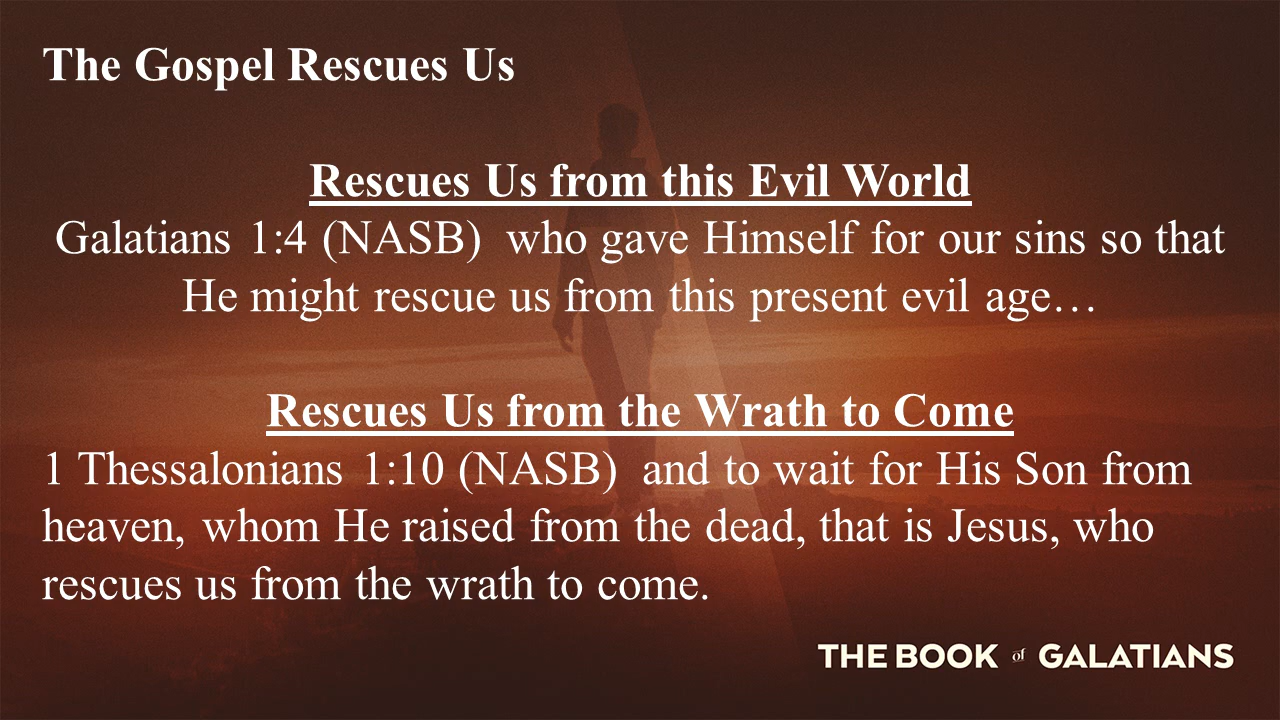 The Gospel Rescues Us
Rescues Us from this Evil World
Galatians 1:4 (NASB)  who gave Himself for our sins so that
He might rescue us from this present evil age…
Rescues Us from the Wrath to Come
1 Thessalonians 1:10 (NASB)  and to wait for His Son from
heaven, whom He raised from the dead, that is Jesus, who
rescues us from the wrath to come.
THE BOOK of GALATIANS